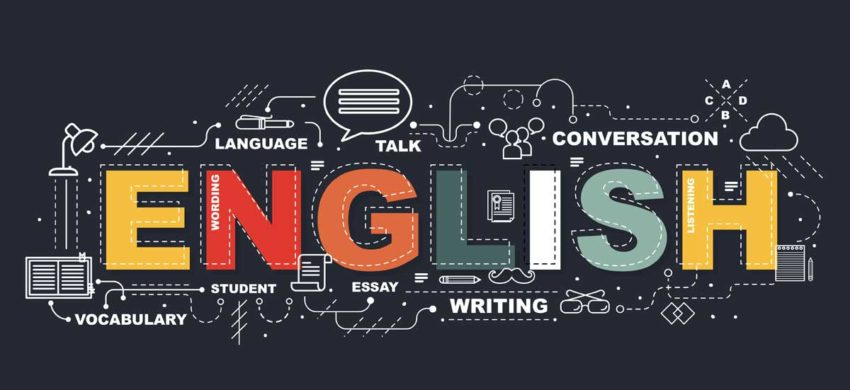 A
C D
B
LANGUAGE
TALK
CONVERSATION
ENGLISH
WORDING
LISTENING
STUDENT
ESSAY
WRITING
VOCABULARY